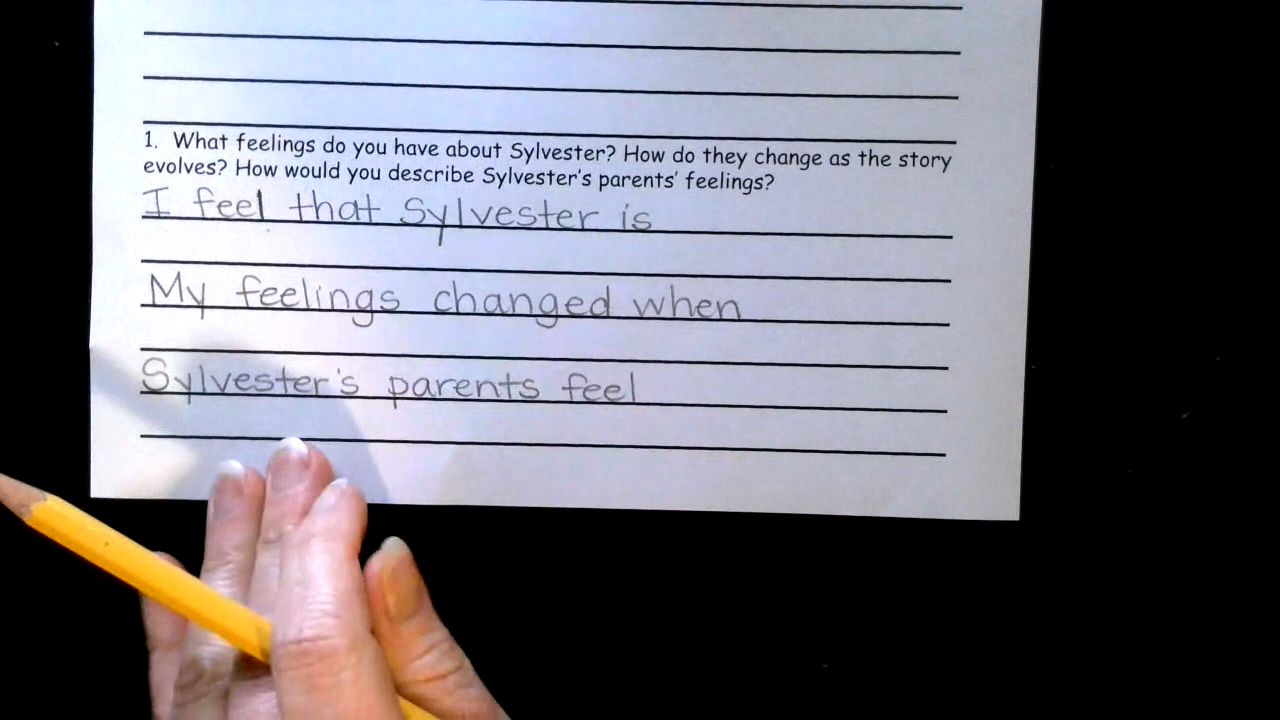 1. What feelings do you have about Sylvester? How do they change as the story
evolves? How would you describe Sylvester's parents' feelings?
I feel that Sylvester is
My feelings changed when
Sylvester's parents feel